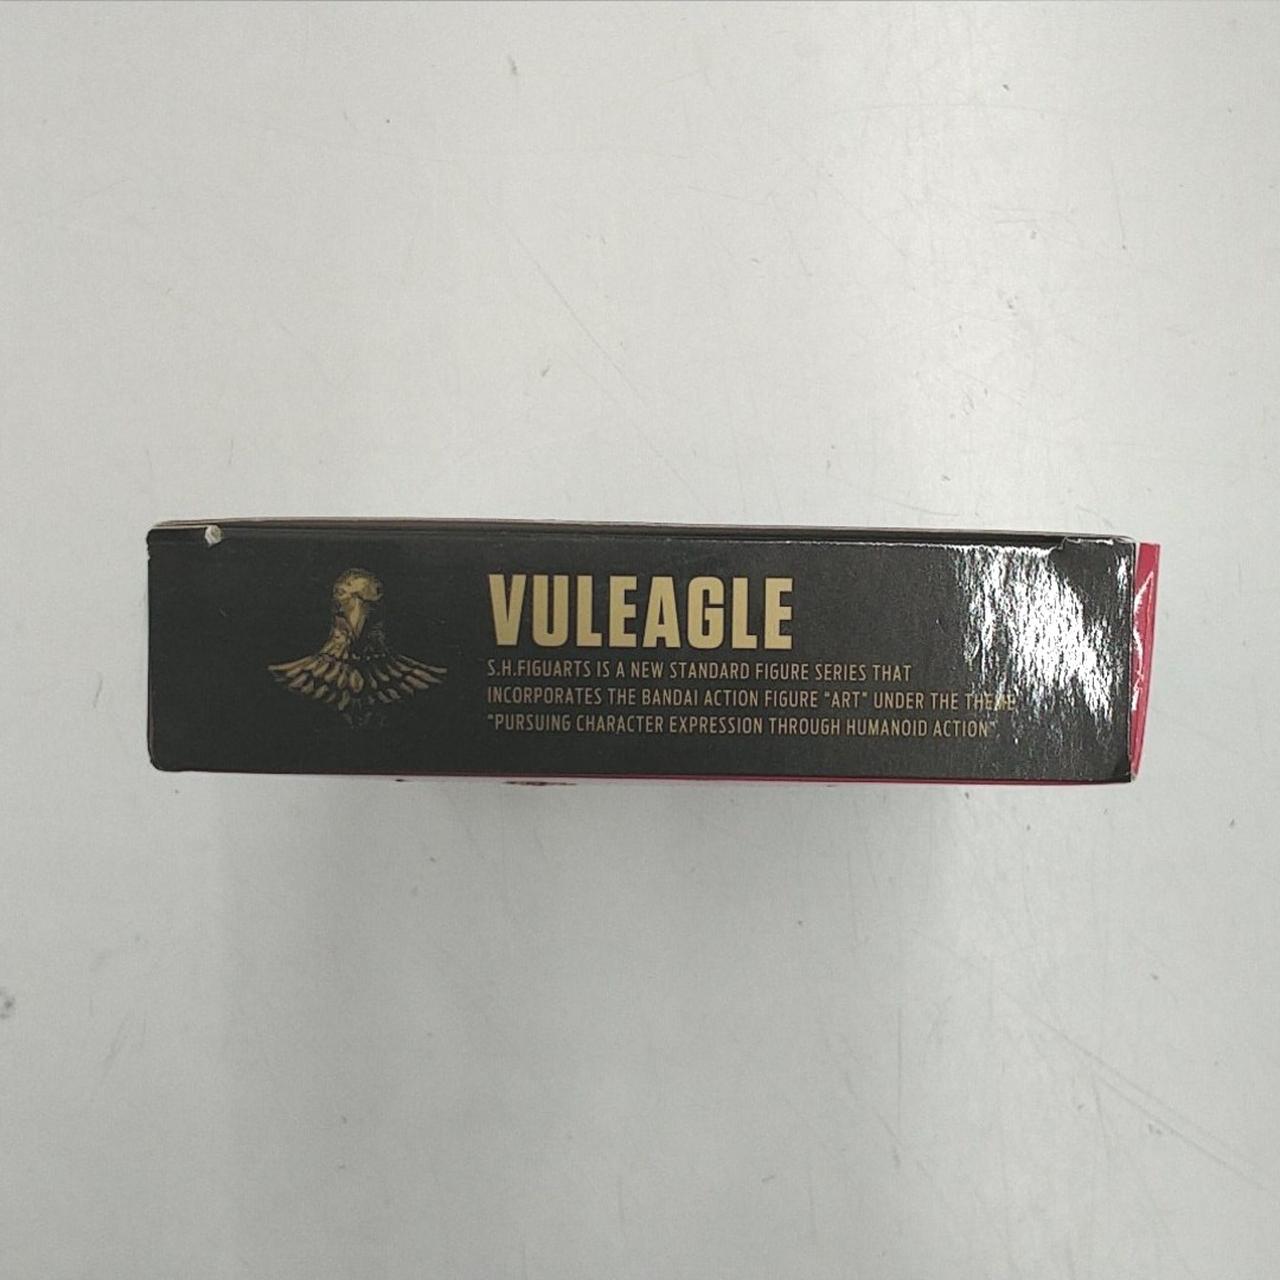 VULEAGLE
S.H.FIGUARTS IS A NEW STANDARD FIGURE SERIES THAT
INCORPORATES THE BANDAI ACTION FIGURE "ART" UNDER THE THEME
"PURSUING CHARACTER EXPRESSION THROUGH HUMANOID ACTION"